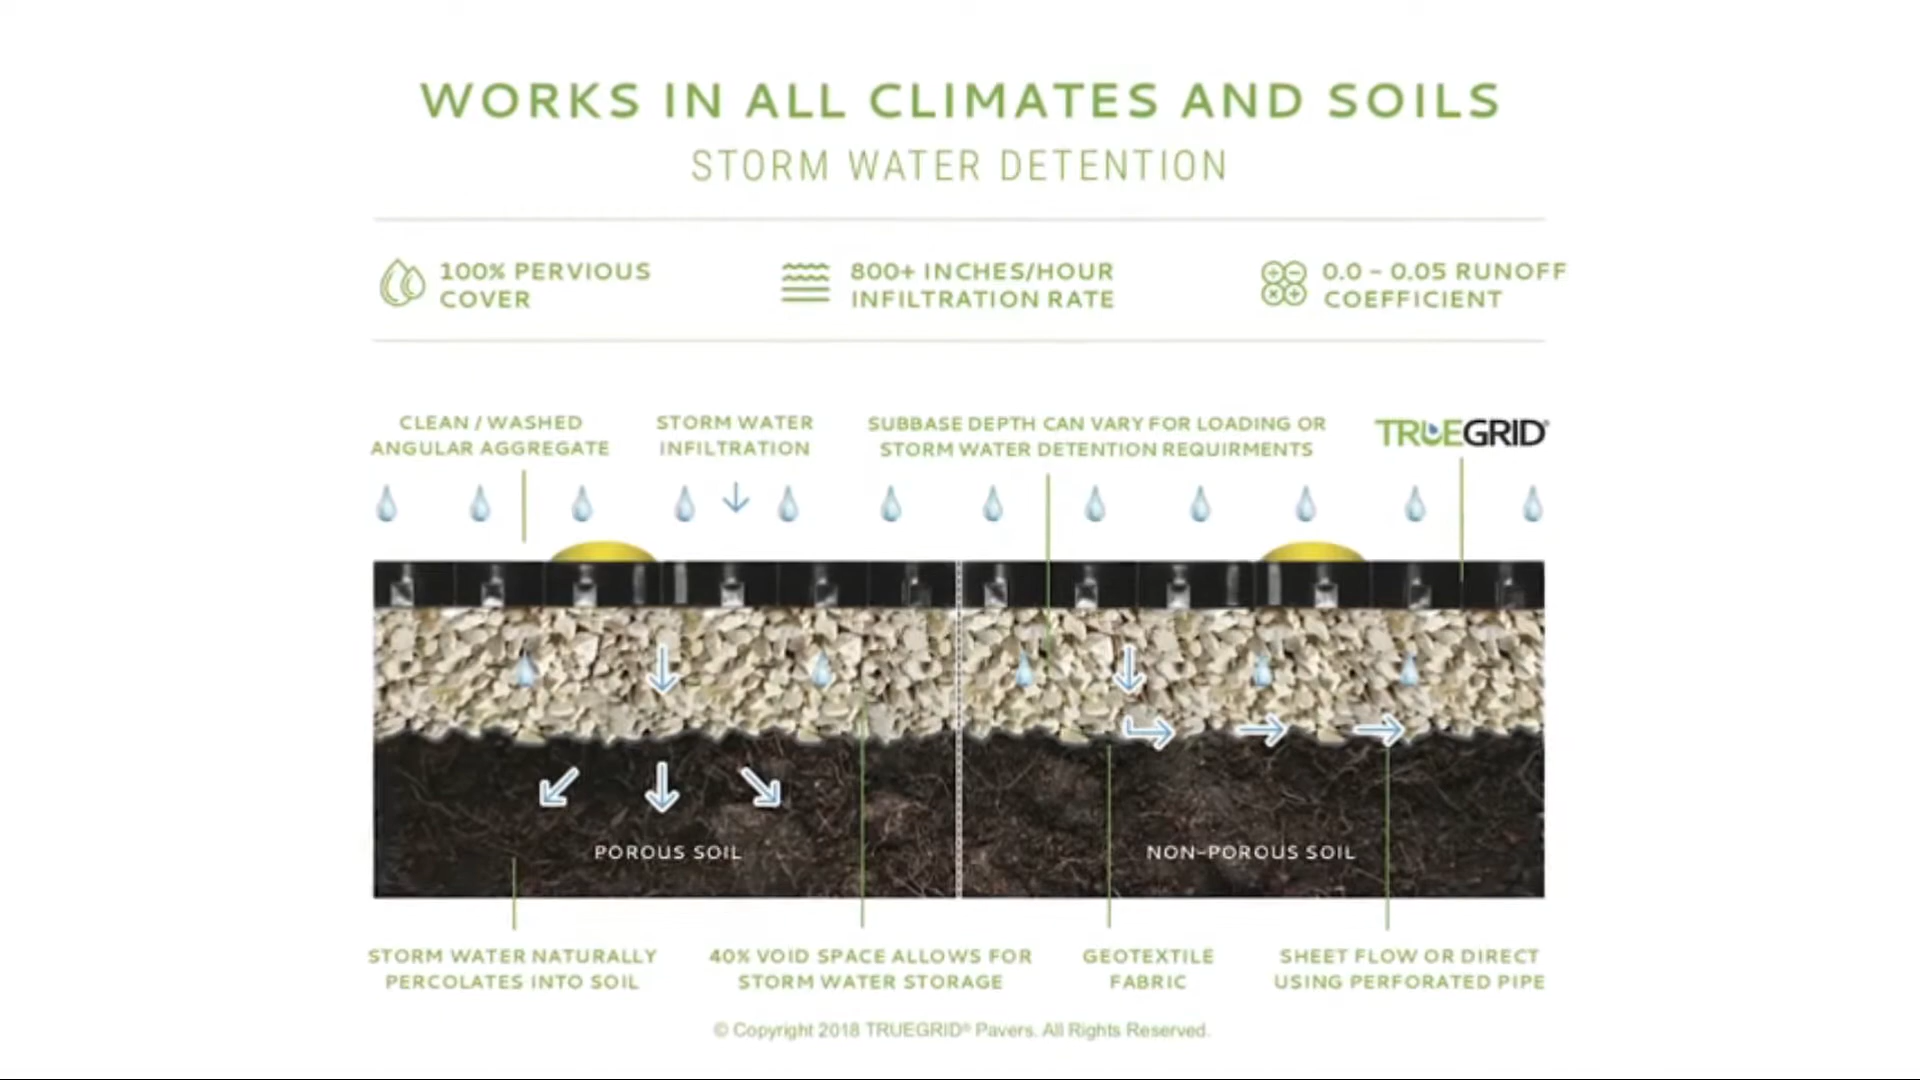 WORKS IN ALL CLIMATES AND SOILS
STORM WATER DETENTION
100% PERVIOUS
COVER
800+ INCHES/HOUR
INFILTRATION RATE
0.0 - 0.05 RUNOFF
COEFFICIENT
CLEAN / WASHED
ANGULAR AGGREGATE
STORM WATER
INFILTRATION
SUBBASE DEPTH CAN VARY FOR LOADING OR
STORM WATER DETENTION REQUIRMENTS
TRUEGRID®
POROUS SOIL
NON-POROUS SOIL
STORM WATER NATURALLY
PERCOLATES INTO SOIL
40% VOID SPACE ALLOWS FOR
STORM WATER STORAGE
GEOTEXTILE
FABRIC
SHEET FLOW OR DIRECT
USING PERFORATED PIPE
© Copyright 2018 TRUEGRID® Pavers. All Rights Reserved.